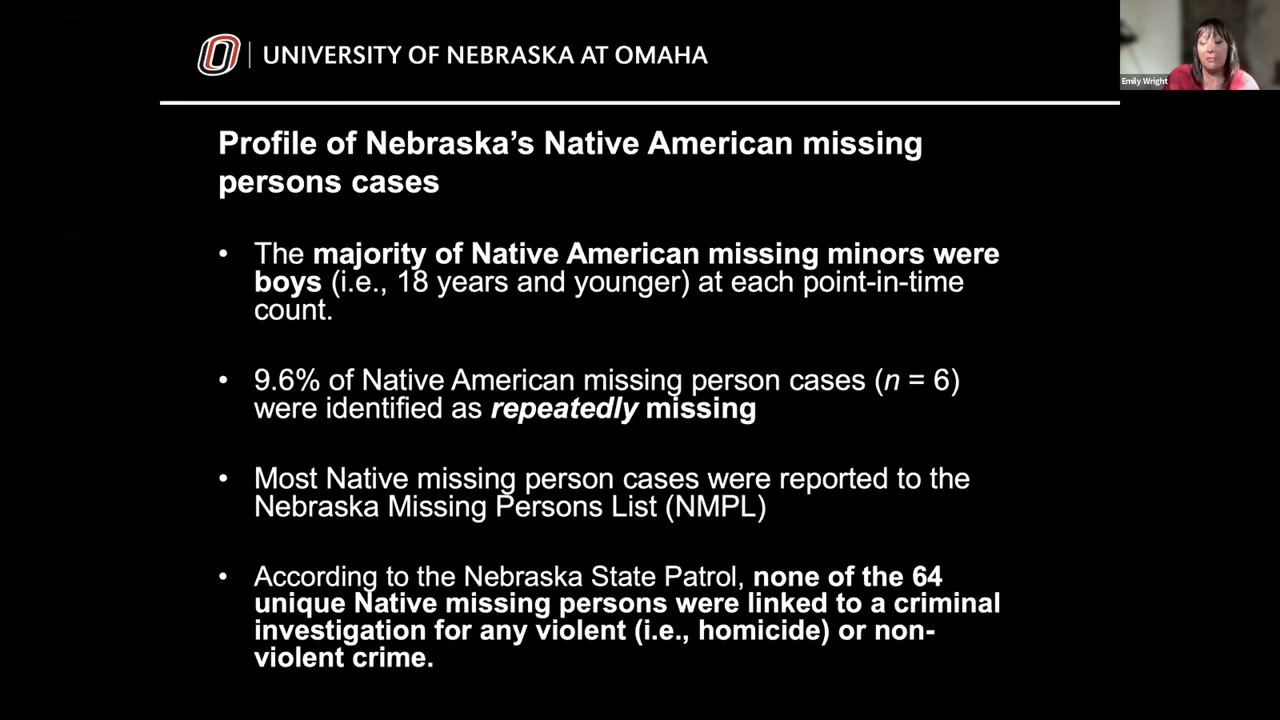 UNIVERSITY OF NEBRASKA AT OMAHA
Emily Wright
Profile of Nebraska’s Native American missing
persons cases
• The majority of Native American missing minors were
boys (i.e., 18 years and younger) at each point-in-time
count.
• 9.6% of Native American missing person cases (n = 6)
were identified as repeatedly missing
• Most Native missing person cases were reported to the
Nebraska Missing Persons List (NMPL)
• According to the Nebraska State Patrol, none of the 64
unique Native missing persons were linked to a criminal
investigation for any violent (i.e., homicide) or non-
violent crime.